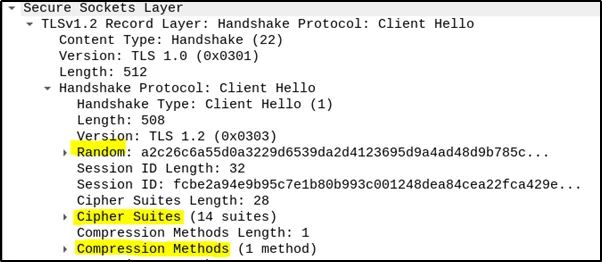 Secure Sockets Layer
TLSv1.2 Record Layer: Handshake Protocol: Client Hello
Content Type: Handshake (22)
Version: TLS 1.0 (0x0301)
Length: 512
Handshake Protocol: Client Hello
Handshake Type: Client Hello (1)
Length: 508
Version: TLS 1.2 (0x0303)
Random: a2c26c6a55d0a3229d6539da2d4123695d9a4ad48d9b785c...
Session ID Length: 32
Session ID: fcbe2a94e9b95c7e1b80b993c001248dea84cea22fca429e...
Cipher Suites Length: 28
Cipher Suites (14 suites)
Compression Methods Length: 1
Compression Methods (1 method)